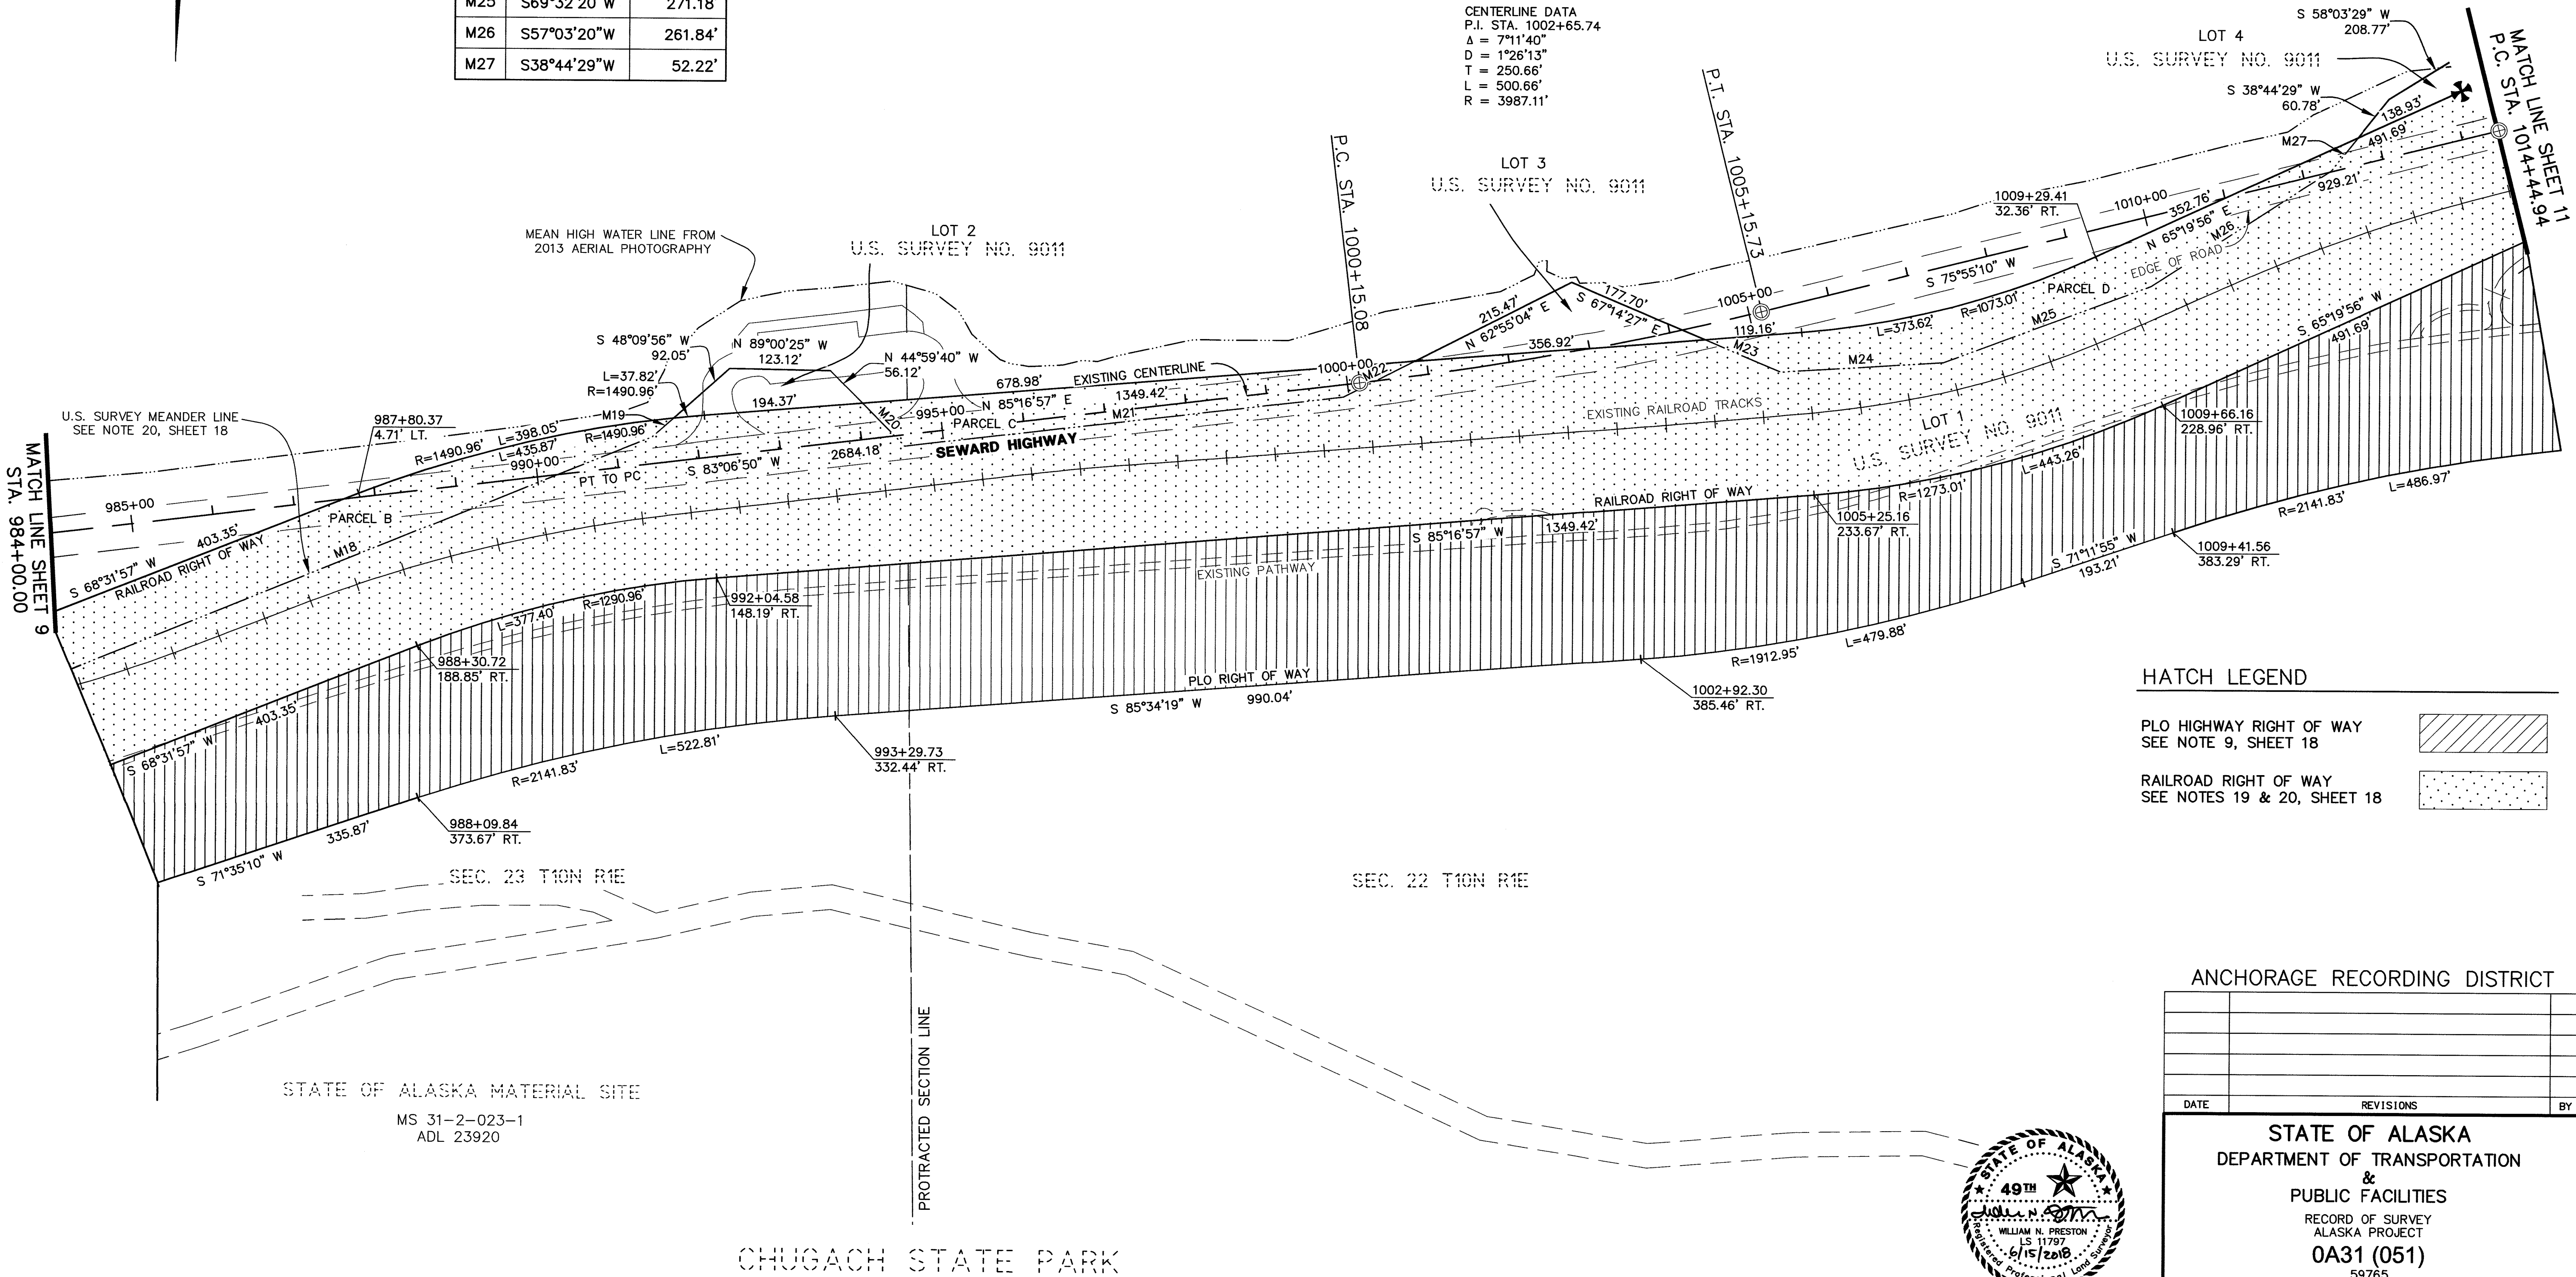 M25 S69°32'20"W 271.18'
M26 S57°03'20"W 261.84'
M27 S38°44'29"W 52.22'
CENTERLINE DATA
P.I. STA. 1002+65.74
Δ = 7°11'40"
D = 1°26'13"
T = 250.66'
L = 500.66'
R = 3987.11'
S 58°03'29" W
208.77'
LOT 4
U.S. SURVEY NO. 9011
S 38°44'29" W
60.78'
M27
138.93'
491.69'
929.21'
MATCH LINE SHEET 11
P.C. STA. 1014+44.94
P.T. STA. 1005+15.73
P.C. STA. 1000+15.08
LOT 3
U.S. SURVEY NO. 9011
1009+29.41
32.36' RT.
1010+00
352.76'
N 65°19'56" E
M26
EDGE OF ROAD
MEAN HIGH WATER LINE FROM
2013 AERIAL PHOTOGRAPHY
LOT 2
U.S. SURVEY NO. 9011
215.47'
N 62°55'04" E
177.70'
S 67°14'27" E
1005+00
S 75°55'10" W
PARCEL D
R=1073.01'
L=373.62'
119.16'
M23
M24
M25
S 65°19'56" W
491.69'
S 48°09'56" W
92.05'
N 89°00'25" W
123.12'
N 44°59'40" W
56.12'
L=37.82'
R=1490.96'
M19
194.37'
M20
678.98'
EXISTING CENTERLINE
1000+00
M22
356.92'
995+00
N 85°16'57" E
1349.42'
M21
PARCEL C
SEWARD HIGHWAY
EXISTING RAILROAD TRACKS
LOT 1
U.S. SURVEY NO. 9011
1009+66.16
228.96' RT.
U.S. SURVEY MEANDER LINE
SEE NOTE 20, SHEET 18
987+80.37
4.71' LT.
R=1490.96'
L=398.05'
L=435.87'
R=1490.96'
990+00
PT TO PC
S 83°06'50" W
2684.18'
MATCH LINE SHEET 9
STA. 984+00.00
985+00
403.35'
S 68°31'57" W
RAILROAD RIGHT OF WAY
PARCEL B
M18
RAILROAD RIGHT OF WAY
S 85°16'57" W
1349.42'
1005+25.16
233.67' RT.
R=1273.01'
L=443.26'
R=2141.83'
L=486.97'
1009+41.56
383.29' RT.
S 71°11'55" W
193.21'
EXISTING PATHWAY
L=377.40'
R=1290.96'
992+04.58
148.19' RT.
988+30.72
188.85' RT.
403.35'
S 68°31'57" W
PLO RIGHT OF WAY
S 85°34'19" W
990.04'
1002+92.30
385.46' RT.
R=1912.95'
L=479.88'
R=2141.83'
L=522.81'
993+29.73
332.44' RT.
988+09.84
373.67' RT.
335.87'
S 71°35'10" W
HATCH LEGEND
PLO HIGHWAY RIGHT OF WAY
SEE NOTE 9, SHEET 18
RAILROAD RIGHT OF WAY
SEE NOTES 19 & 20, SHEET 18
SEC. 23 T10N R1E
SEC. 22 T10N R1E
PROTRACTED SECTION LINE
STATE OF ALASKA MATERIAL SITE
MS 31-2-023-1
ADL 23920
CHUGACH STATE PARK
STATE OF ALASKA
49TH
WILLIAM N. PRESTON
LS 11797
6/15/2018
Registered Professional Land Surveyor
ANCHORAGE RECORDING DISTRICT
DATE REVISIONS BY
STATE OF ALASKA
DEPARTMENT OF TRANSPORTATION
&
PUBLIC FACILITIES
RECORD OF SURVEY
ALASKA PROJECT
0A31 (051)
59765